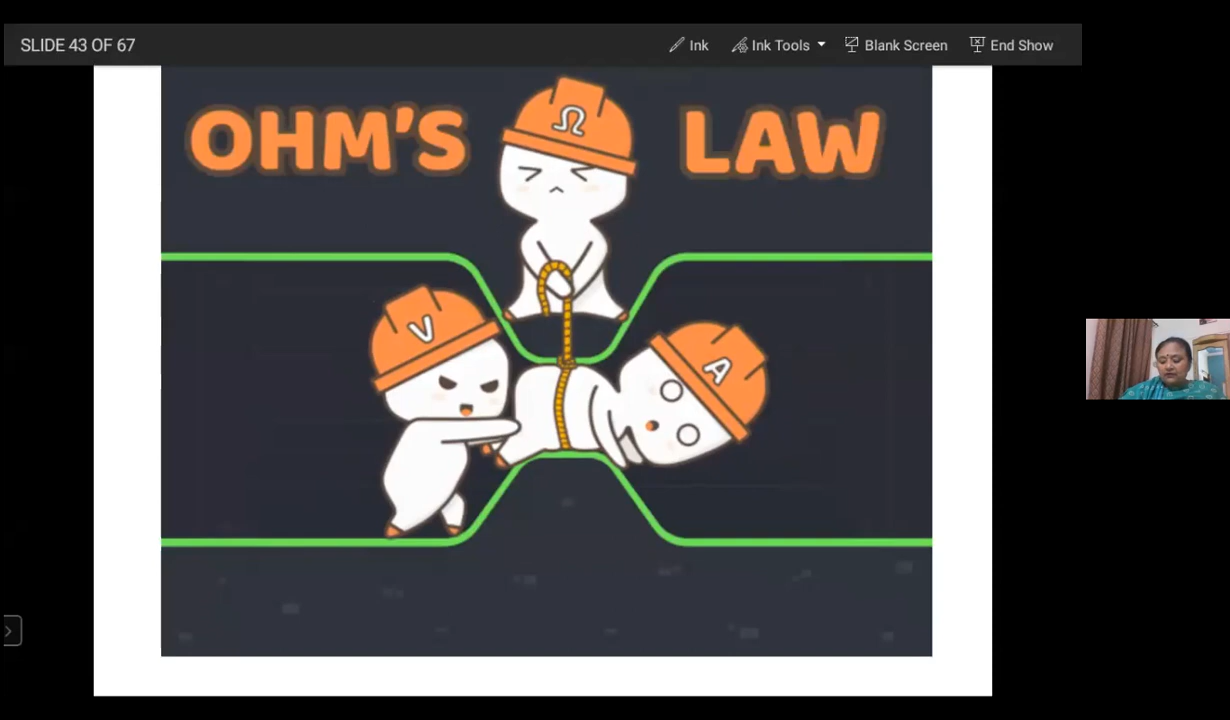 SLIDE 43 OF 67
Ink
Ink Tools
Blank Screen
End Show
OHM'S LAW
Ω
V
A